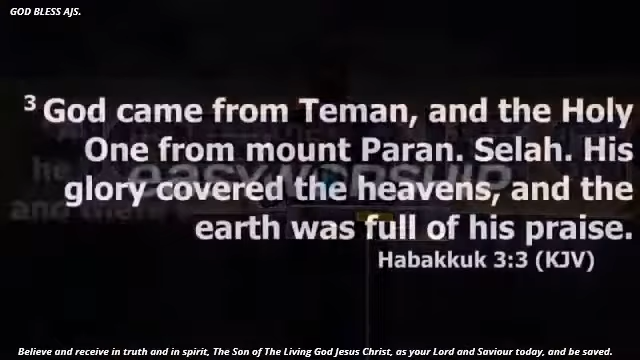 GOD BLESS AJS.
3 God came from Teman, and the Holy
One from mount Paran. Selah. His
glory covered the heavens, and the
earth was full of his praise.
Habakkuk 3:3 (KJV)
easyworship
he
and
Believe and receive in truth and in spirit, The Son of The Living God Jesus Christ, as your Lord and Saviour today, and be saved.